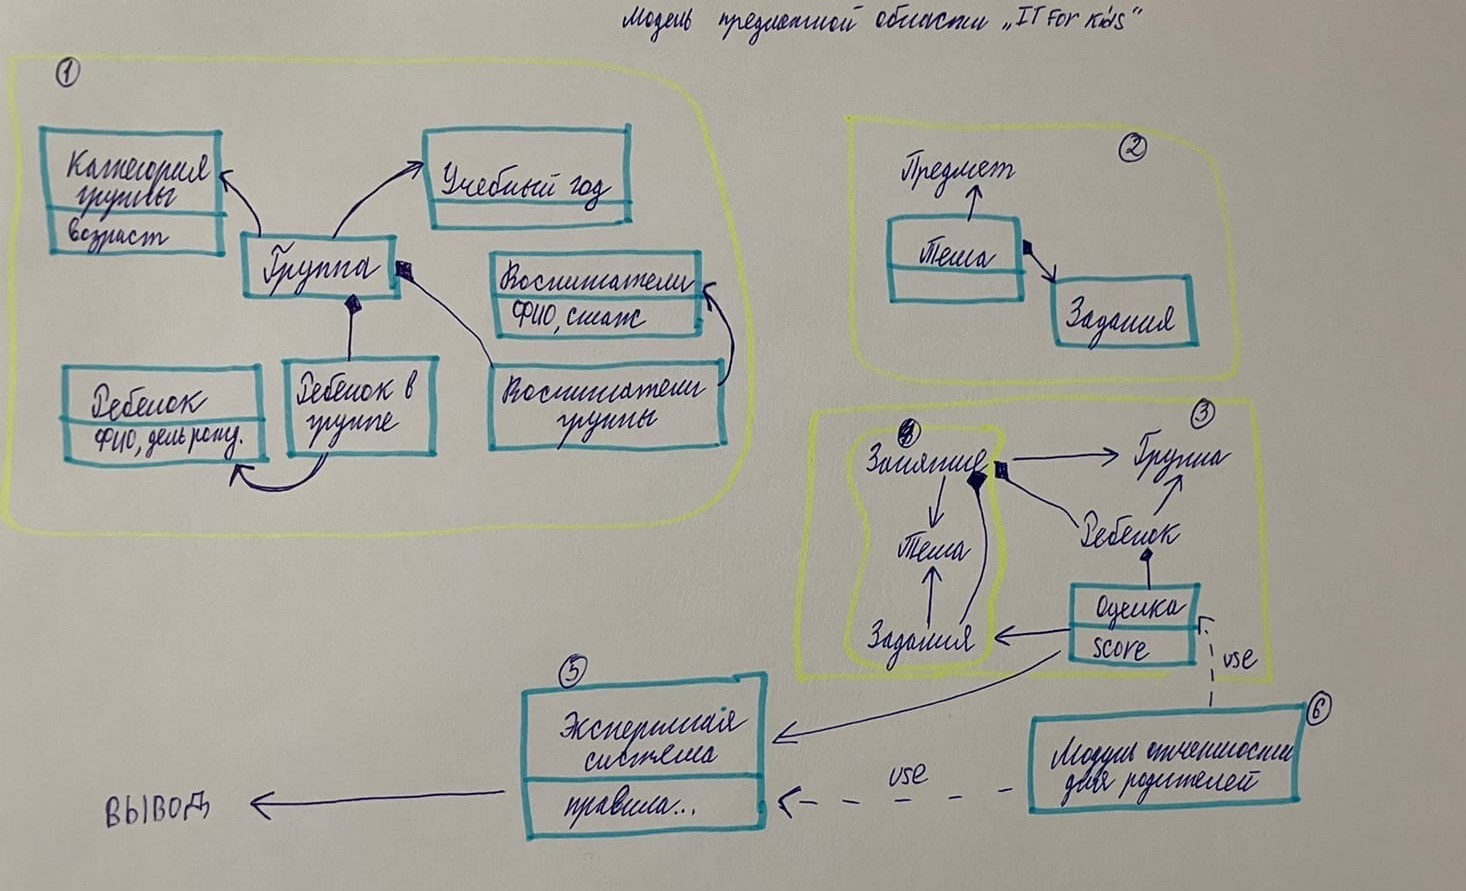 Модель предметной области „IT For Kids"
1
Категория
группы
возраст
Учебный год
Группа
Воспитатели
ФИО, стаж
Ребенок
ФИО, день рожд.
Ребенок в
группе
Воспитатели
группы
2
Предмет
Тема
Задания
3
Занятие
Группа
Тема
Ребенок
Задания
Оценка
score
use
5
Экспертная
система
правила...
6
Модуль отчетности
для родителей
use
ВЫВОД